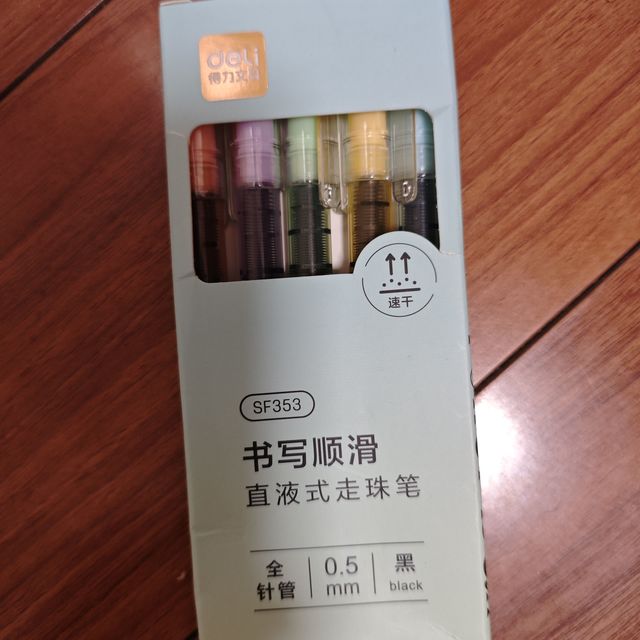 deli
得力文具
速干
SF353
书写顺滑
直液式走珠笔
全针管
0.5 mm
黑 black